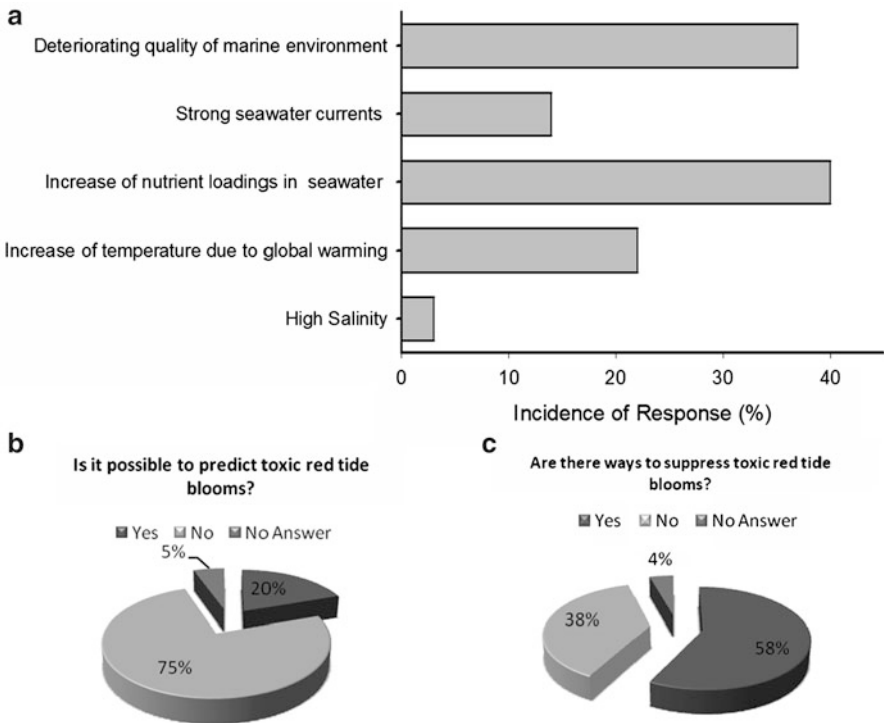 a
Deteriorating quality of marine environment
Strong seawater currents
Increase of nutrient loadings in seawater
Increase of temperature due to global warming
High Salinity
0 10 20 30 40
Incidence of Response (%)
b
Is it possible to predict toxic red tide
blooms?
Yes No No Answer
5%
20%
75%
c
Are there ways to suppress toxic red tide
blooms?
Yes No No Answer
4%
38%
58%